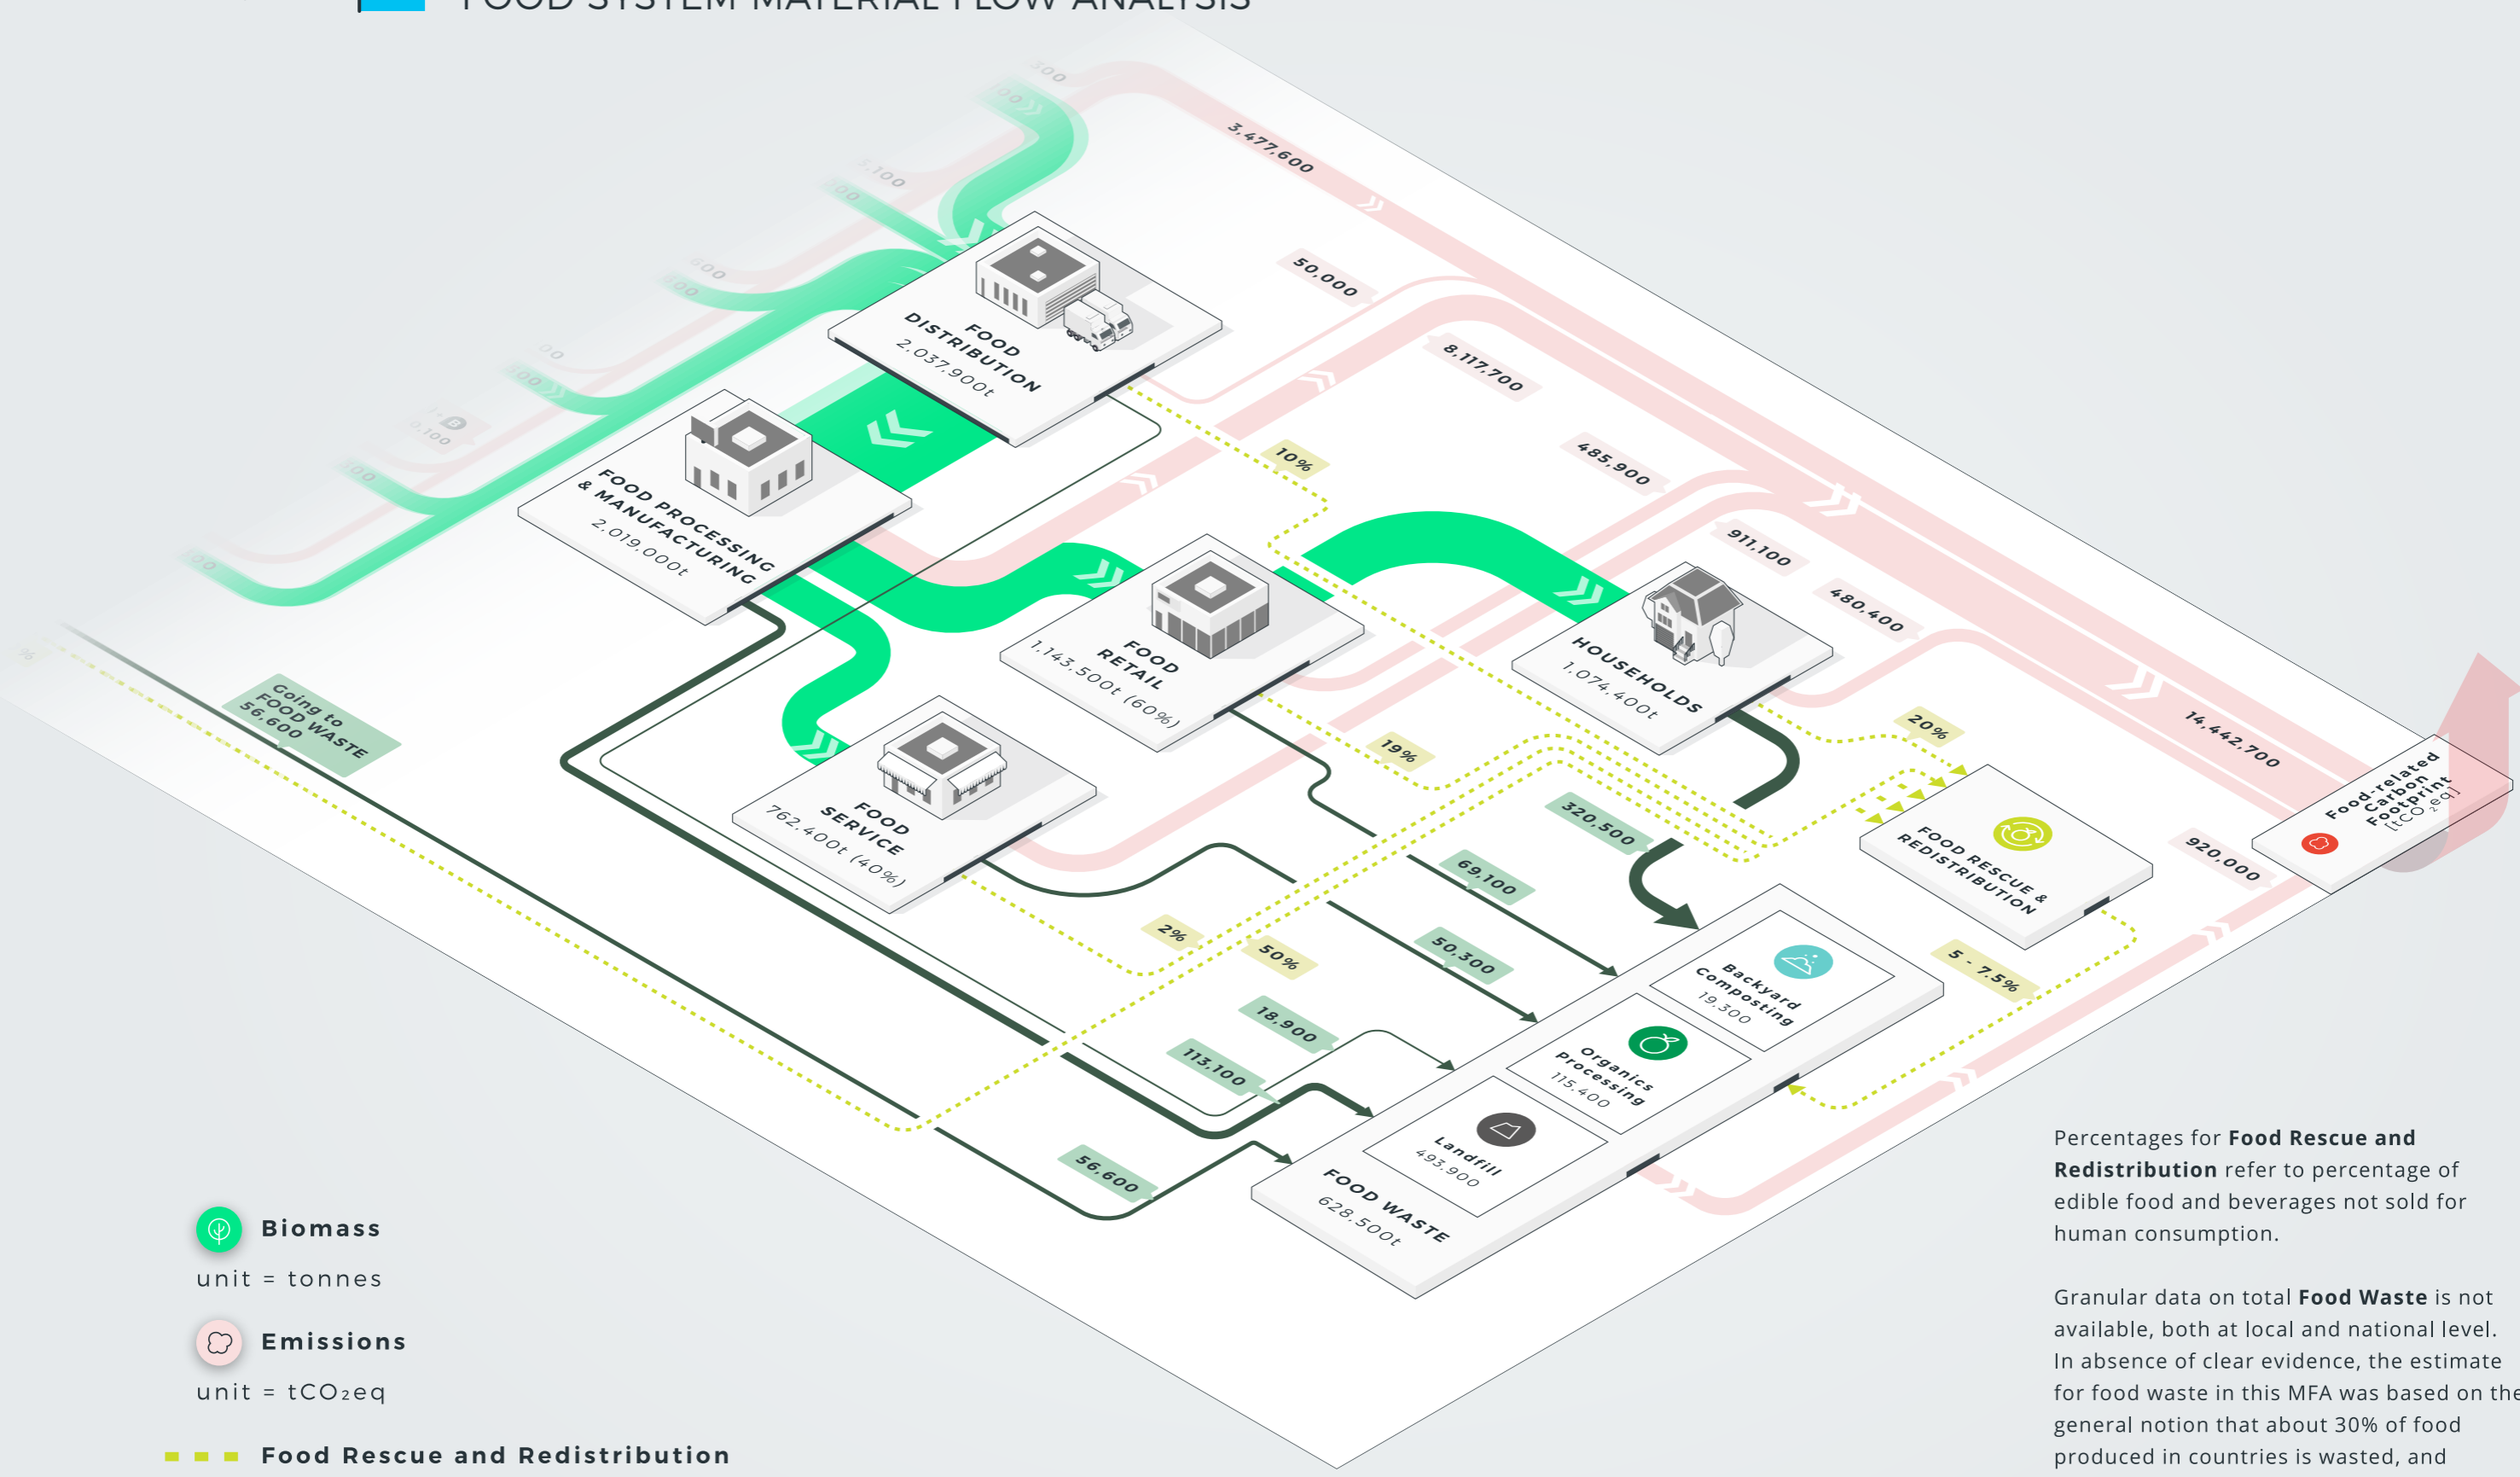 FOOD SYSTEM MATERIAL FLOW ANALYSIS
300
3,477,600
50,000
8,117,700
485,900
911,100
480,400
14,442,700
920,000
FOOD
DISTRIBUTION
2,037,900t
FOOD PROCESSING
& MANUFACTURING
2,019,000t
FOOD
RETAIL
1,143,500t (60%)
FOOD
SERVICE
762,400t (40%)
HOUSEHOLDS
1,074,400t
10%
19%
20%
2%
50%
5 - 7.5%
Going to
FOOD WASTE
56,600
320,500
69,100
50,300
18,900
113,100
56,600
Food-related
Carbon
Footprint
[tCO₂eq]
FOOD RESCUE &
REDISTRIBUTION
Backyard
Composting
19,300
Organics
Processing
115,400
Landfill
493,900
FOOD WASTE
628,500t
Biomass
unit = tonnes
Emissions
unit = tCO₂eq
Food Rescue and Redistribution
Percentages for Food Rescue and
Redistribution refer to percentage of
edible food and beverages not sold for
human consumption.
Granular data on total Food Waste is not
available, both at local and national level.
In absence of clear evidence, the estimate
for food waste in this MFA was based on the
general notion that about 30% of food
produced in countries is wasted, and